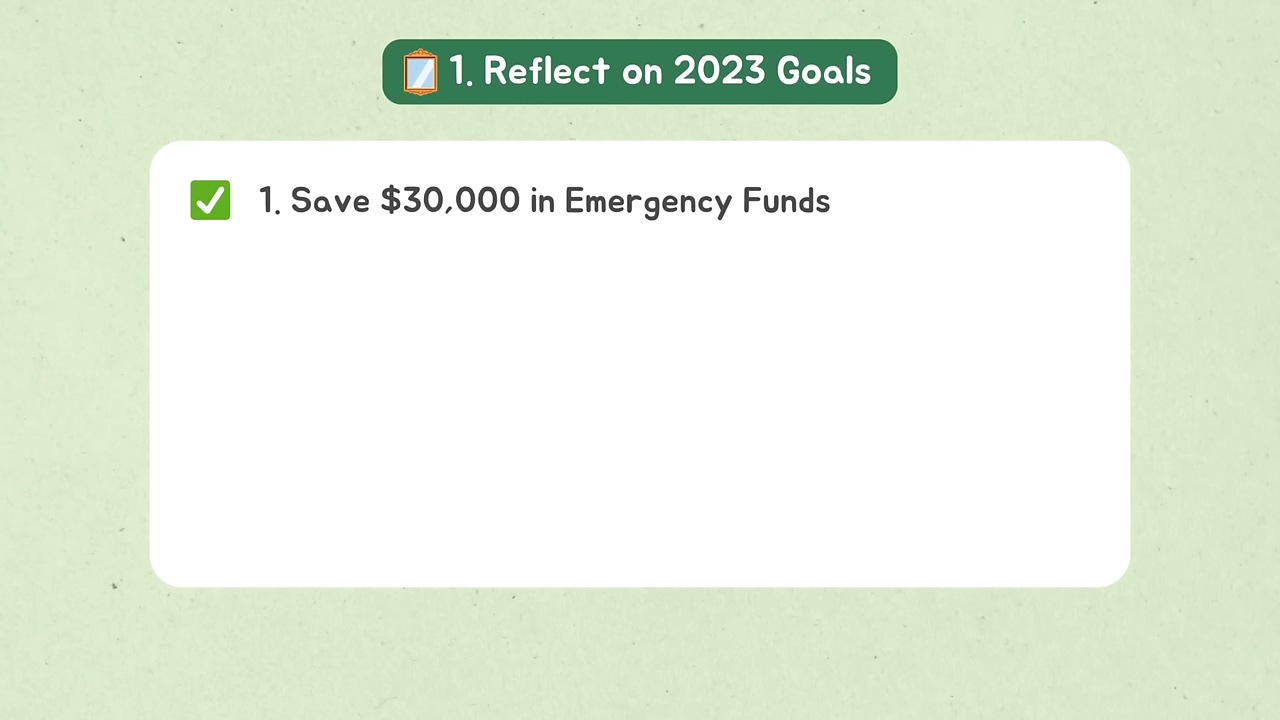 1. Reflect on 2023 Goals
1. Save $30,000 in Emergency Funds